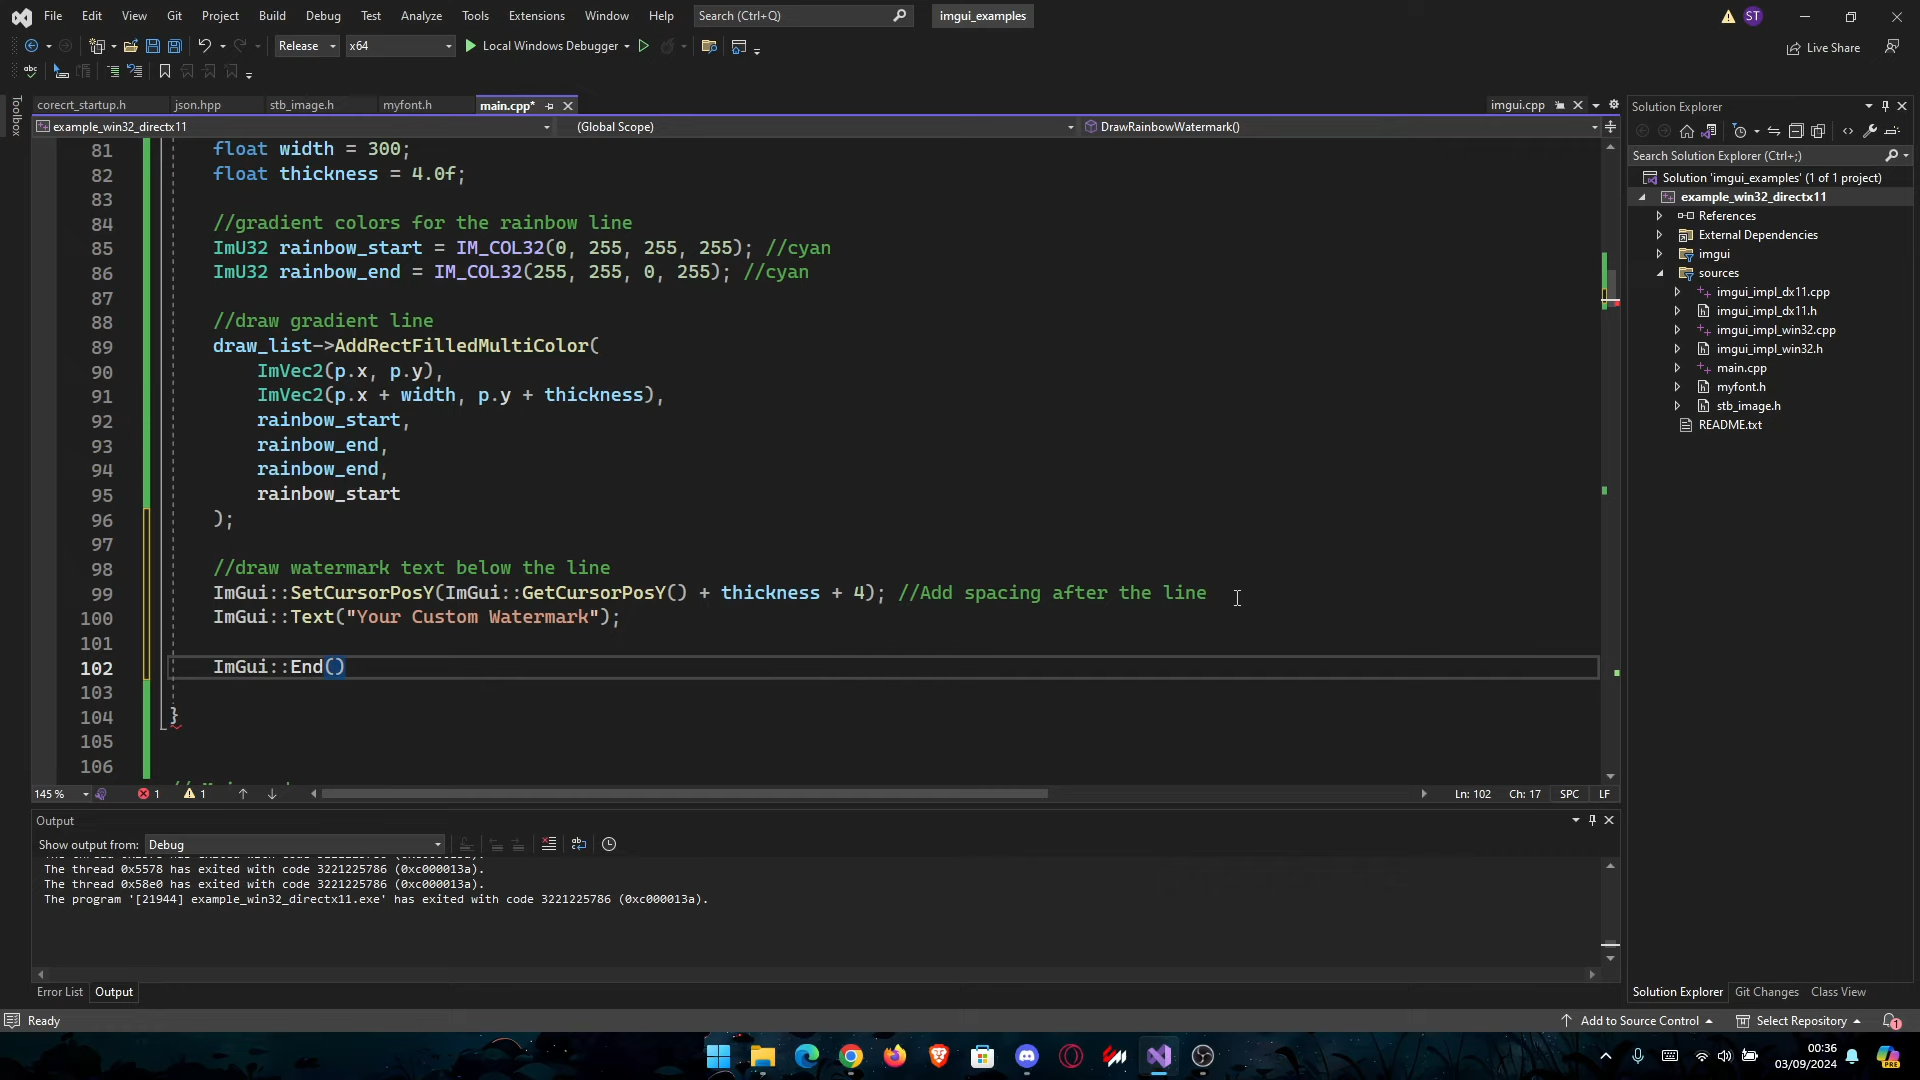 File Edit View Git Project Build Debug Test Analyze Tools Extensions Window Help Search (Ctrl+Q) imgui_examples ST
Release x64 Local Windows Debugger Live Share
Toolbox
corecrt_startup.h json.hpp stb_image.h myfont.h main.cpp* imgui.cpp
example_win32_directx11 (Global Scope) DrawRainbowWatermark()
81 float width = 300;
82 float thickness = 4.0f;
83
84 //gradient colors for the rainbow line
85 ImU32 rainbow_start = IM_COL32(0, 255, 255, 255); //cyan
86 ImU32 rainbow_end = IM_COL32(255, 255, 0, 255); //cyan
87
88 //draw gradient line
89 draw_list->AddRectFilledMultiColor(
90 ImVec2(p.x, p.y),
91 ImVec2(p.x + width, p.y + thickness),
92 rainbow_start,
93 rainbow_end,
94 rainbow_end,
95 rainbow_start
96 );
97
98 //draw watermark text below the line
99 ImGui::SetCursorPosY(ImGui::GetCursorPosY() + thickness + 4); //Add spacing after the line
100 ImGui::Text("Your Custom Watermark");
101
102 ImGui::End()
103
104 }
105
106
145 % 1 1 Ln: 102 Ch: 17 SPC LF
Output
Show output from: Debug
The thread 0x5578 has exited with code 3221225786 (0xc000013a).
The thread 0x58e0 has exited with code 3221225786 (0xc000013a).
The program '[21944] example_win32_directx11.exe' has exited with code 3221225786 (0xc000013a).
Error List Output
Solution Explorer
Search Solution Explorer (Ctrl+;)
Solution 'imgui_examples' (1 of 1 project)
example_win32_directx11
References
External Dependencies
imgui
sources
imgui_impl_dx11.cpp
imgui_impl_dx11.h
imgui_impl_win32.cpp
imgui_impl_win32.h
main.cpp
myfont.h
stb_image.h
README.txt
Solution Explorer Git Changes Class View
Ready Add to Source Control Select Repository 1
00:36
03/09/2024